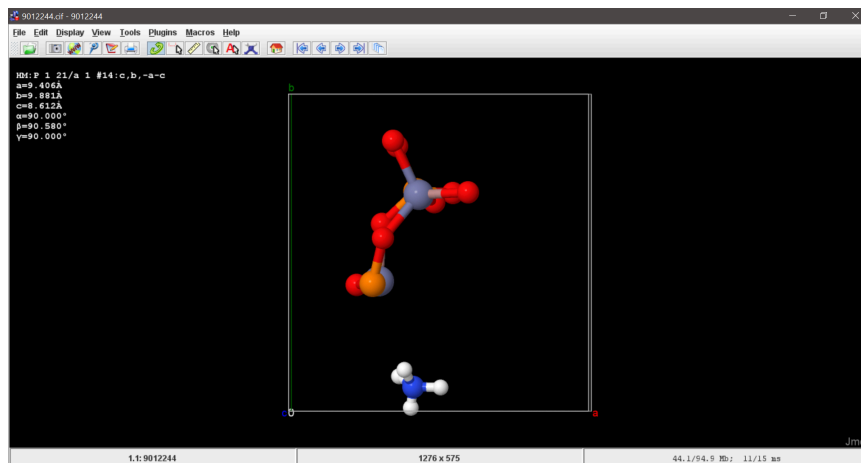 9012244.cif - 9012244
File Edit Display View Tools Plugins Macros Help
HM:P 1 21/a 1 #14:c,b,-a-c
a=9.406Å
b=9.881Å
c=8.612Å
α=90.000°
β=90.580°
γ=90.000°
b
c 0 a
Jm
1.1: 9012244 1276 x 575 44.1/94.9 Mb; 11/15 ms